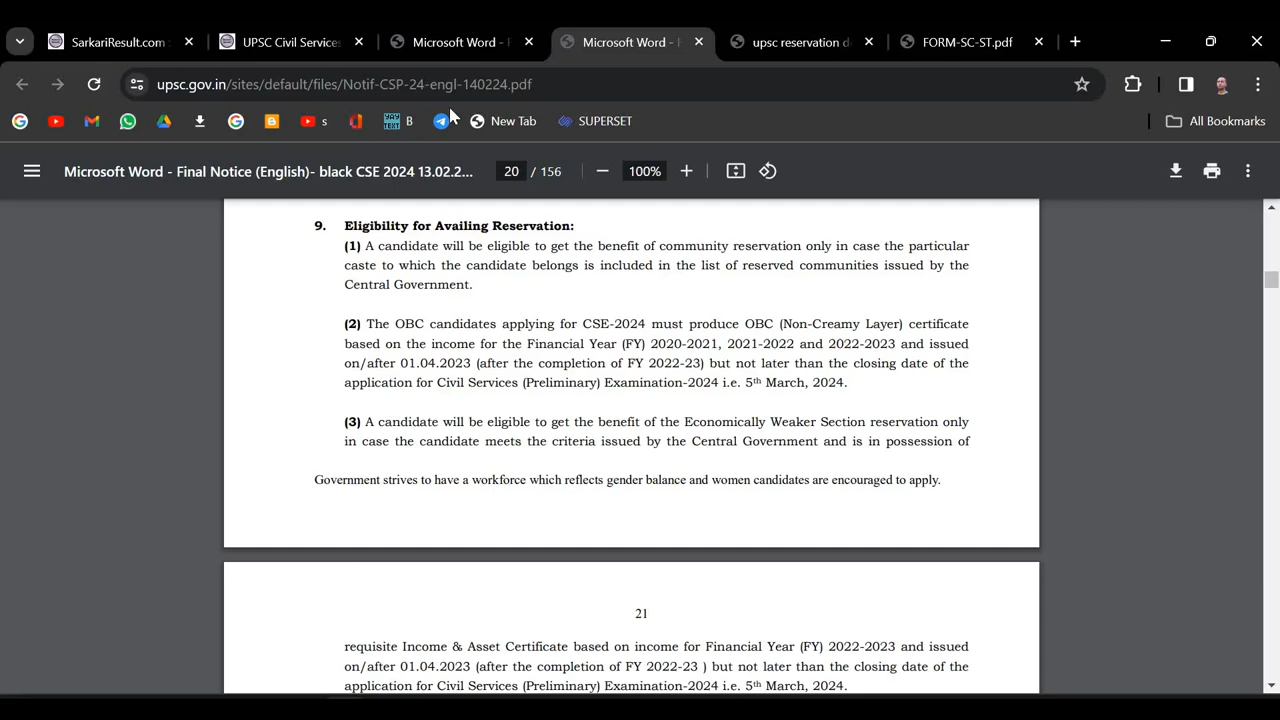 SarkariResult.com :
UPSC Civil Services
Microsoft Word -
Microsoft Word -
upsc reservation d
FORM-SC-ST.pdf
upsc.gov.in/sites/default/files/Notif-CSP-24-engl-140224.pdf
s
B
New Tab
SUPERSET
All Bookmarks
Microsoft Word - Final Notice (English)- black CSE 2024 13.02.2...
20 / 156
100%
9. Eligibility for Availing Reservation:
(1) A candidate will be eligible to get the benefit of community reservation only in case the particular
caste to which the candidate belongs is included in the list of reserved communities issued by the
Central Government.
(2) The OBC candidates applying for CSE-2024 must produce OBC (Non-Creamy Layer) certificate
based on the income for the Financial Year (FY) 2020-2021, 2021-2022 and 2022-2023 and issued
on/after 01.04.2023 (after the completion of FY 2022-23) but not later than the closing date of the
application for Civil Services (Preliminary) Examination-2024 i.e. 5th March, 2024.
(3) A candidate will be eligible to get the benefit of the Economically Weaker Section reservation only
in case the candidate meets the criteria issued by the Central Government and is in possession of
Government strives to have a workforce which reflects gender balance and women candidates are encouraged to apply.
21
requisite Income & Asset Certificate based on income for Financial Year (FY) 2022-2023 and issued
on/after 01.04.2023 (after the completion of FY 2022-23 ) but not later than the closing date of the
application for Civil Services (Preliminary) Examination-2024 i.e. 5th March, 2024.